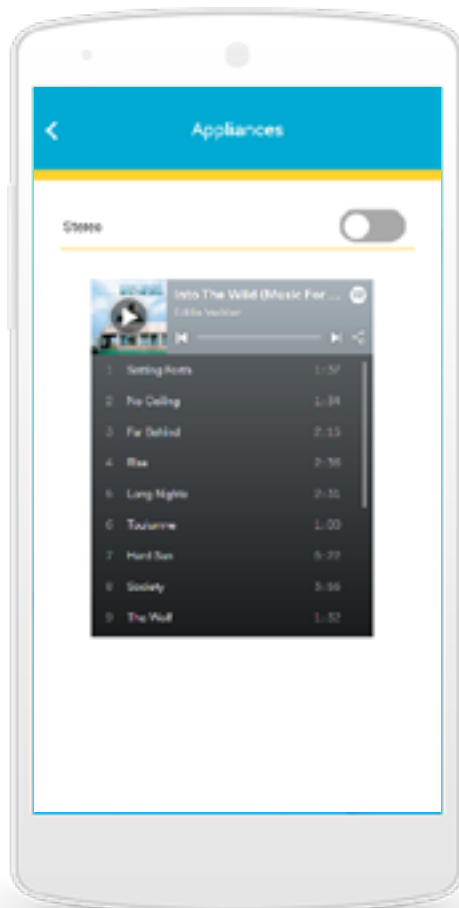 Appliances
Stereo
Into The Wild (Music For ...
Eddie Vedder
1 Setting Forth 1:37
2 No Ceiling 1:34
3 Far Behind 2:15
4 Rise 2:36
5 Long Nights 2:31
6 Tuolumne 1:00
7 Hard Sun 5:22
8 Society 3:56
9 The Wolf 1:32